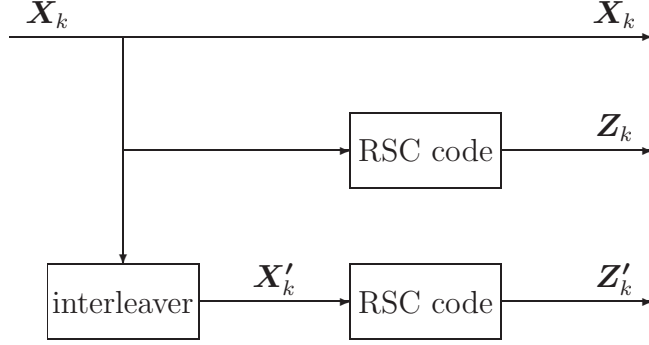 X_k X_k
Z_k
RSC code
X'_k Z'_k
interleaver RSC code